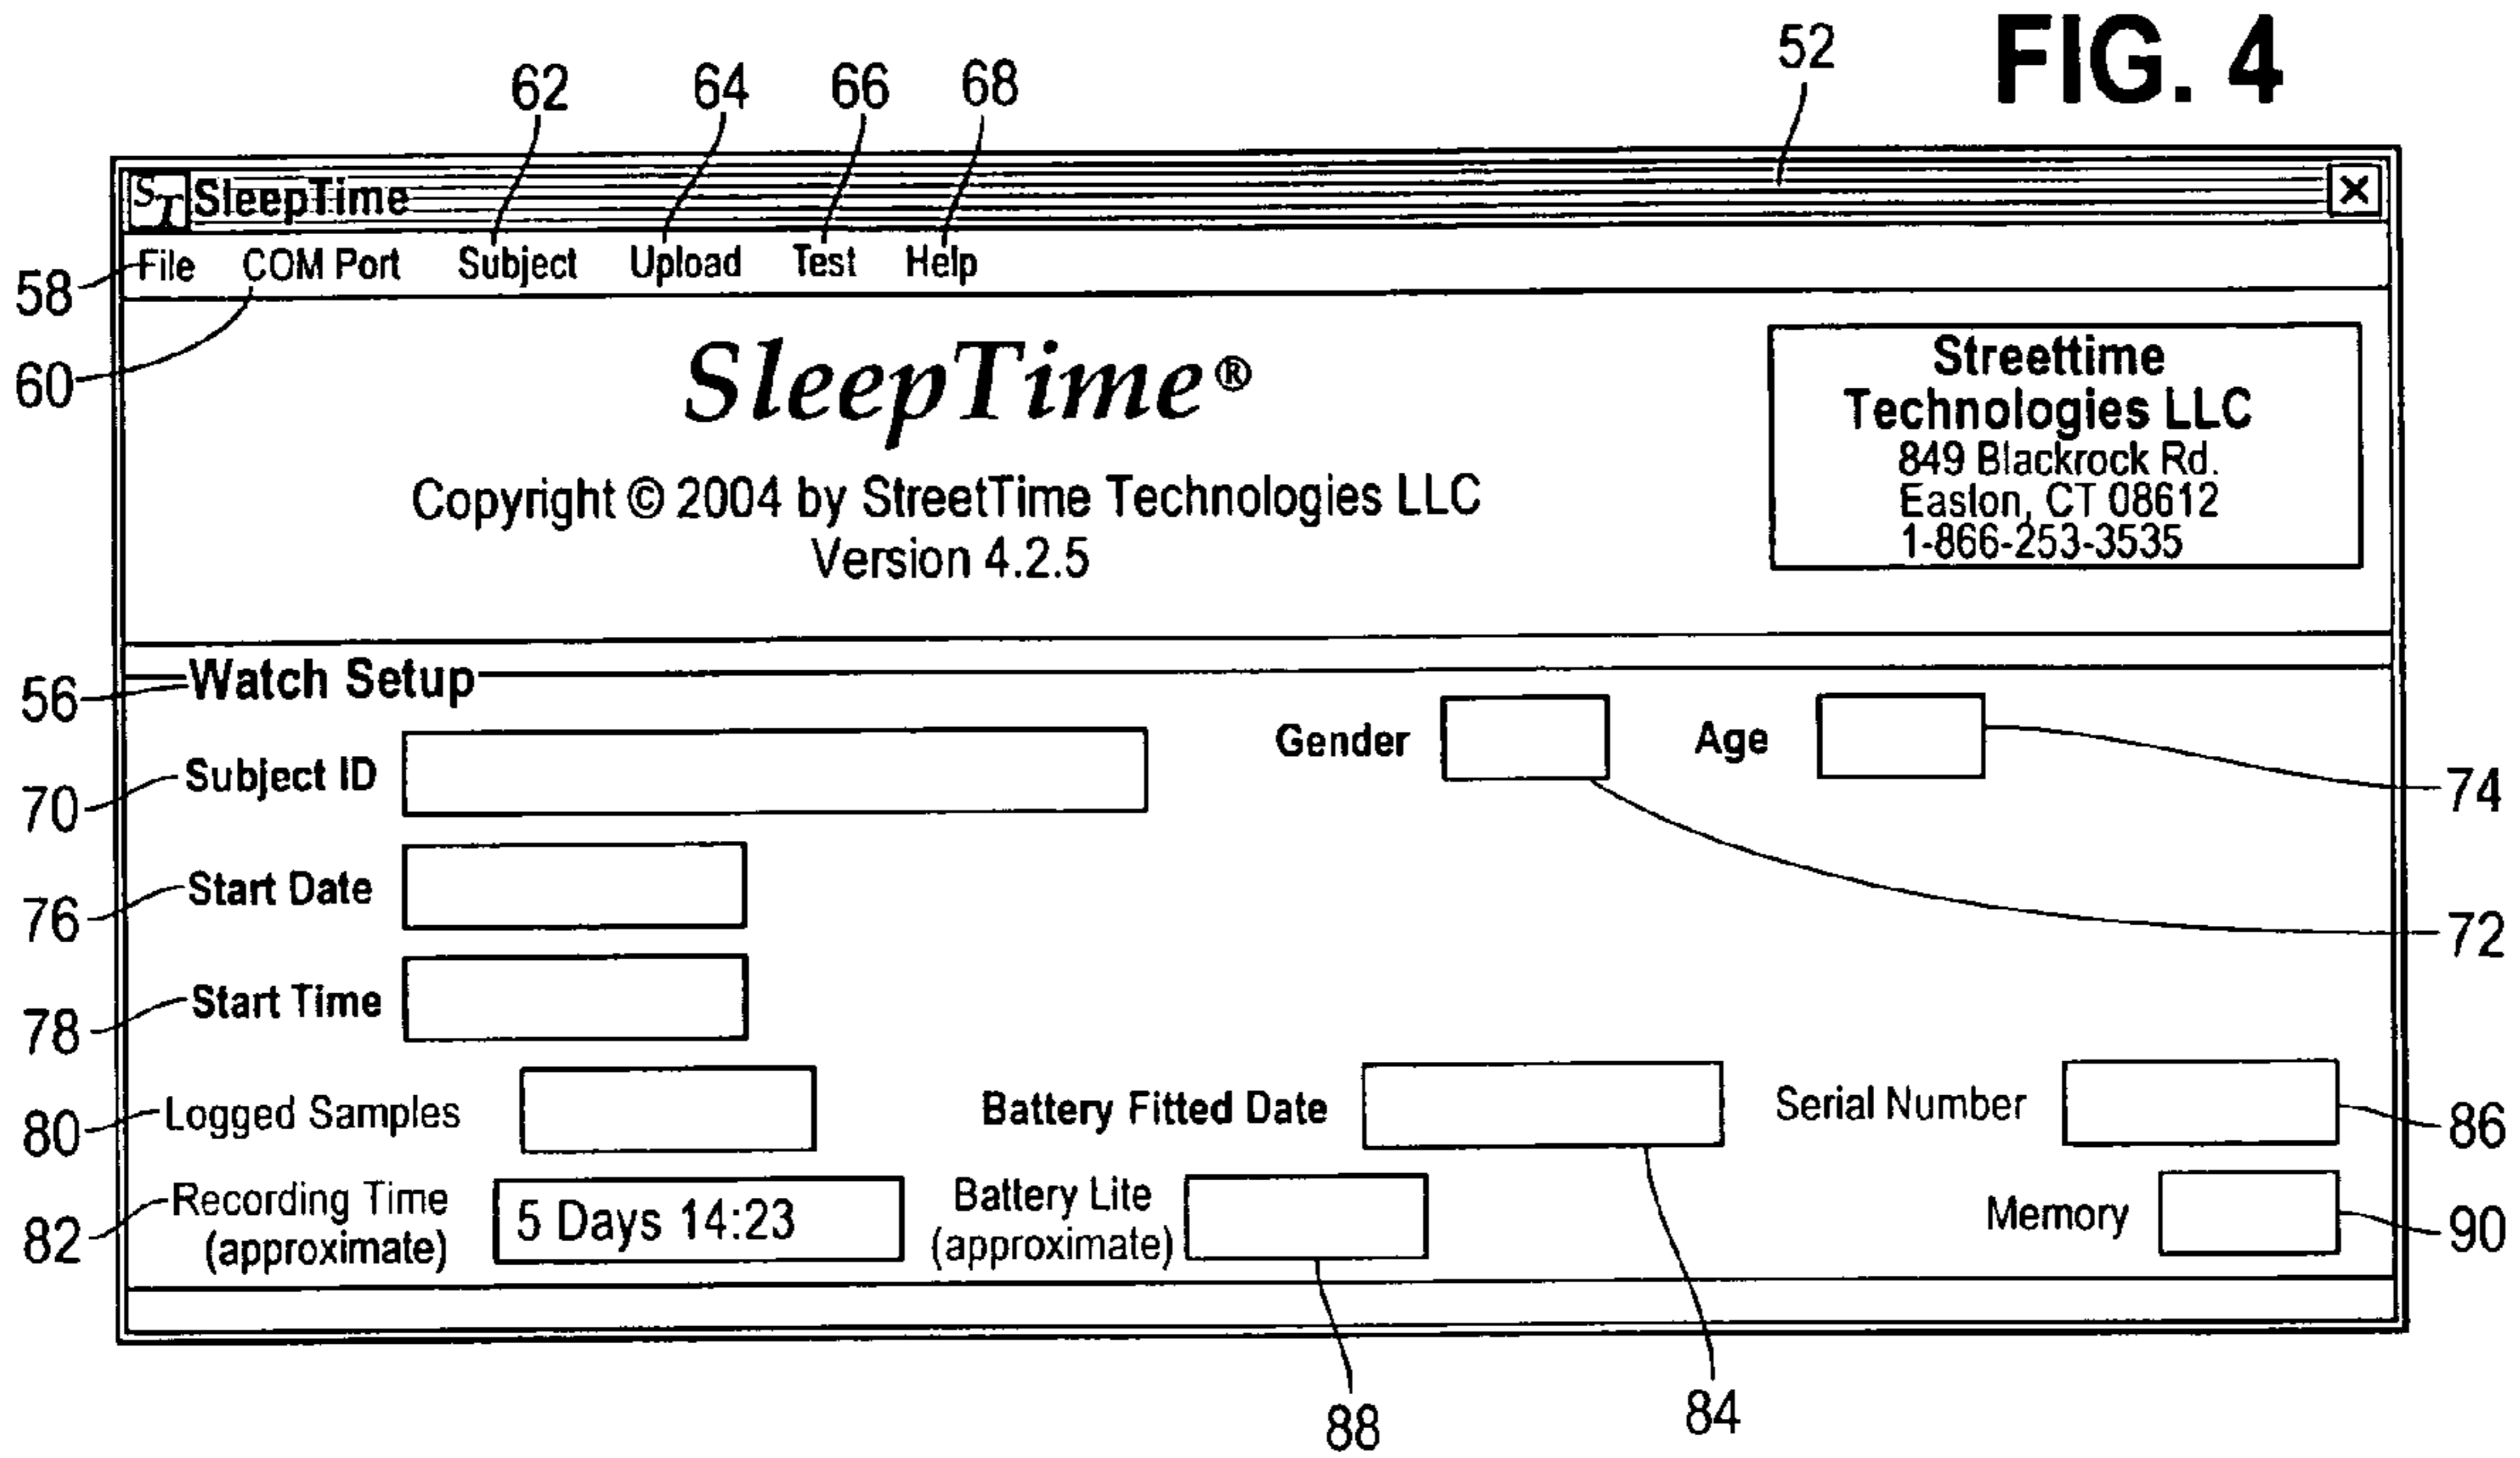 FIG. 4
52
62 64 66 68
ST SleepTime X
58 File COM Port Subject Upload Test Help
60
SleepTime®
Copyright © 2004 by StreetTime Technologies LLC
Version 4.2.5
Streettime
Technologies LLC
849 Blackrock Rd.
Easton, CT 08612
1-866-253-3535
56 Watch Setup
70 Subject ID Gender Age 74
72
76 Start Date
78 Start Time
80 Logged Samples Battery Fitted Date Serial Number 86
82 Recording Time (approximate) 5 Days 14:23 Battery Lite (approximate) Memory 90
88 84